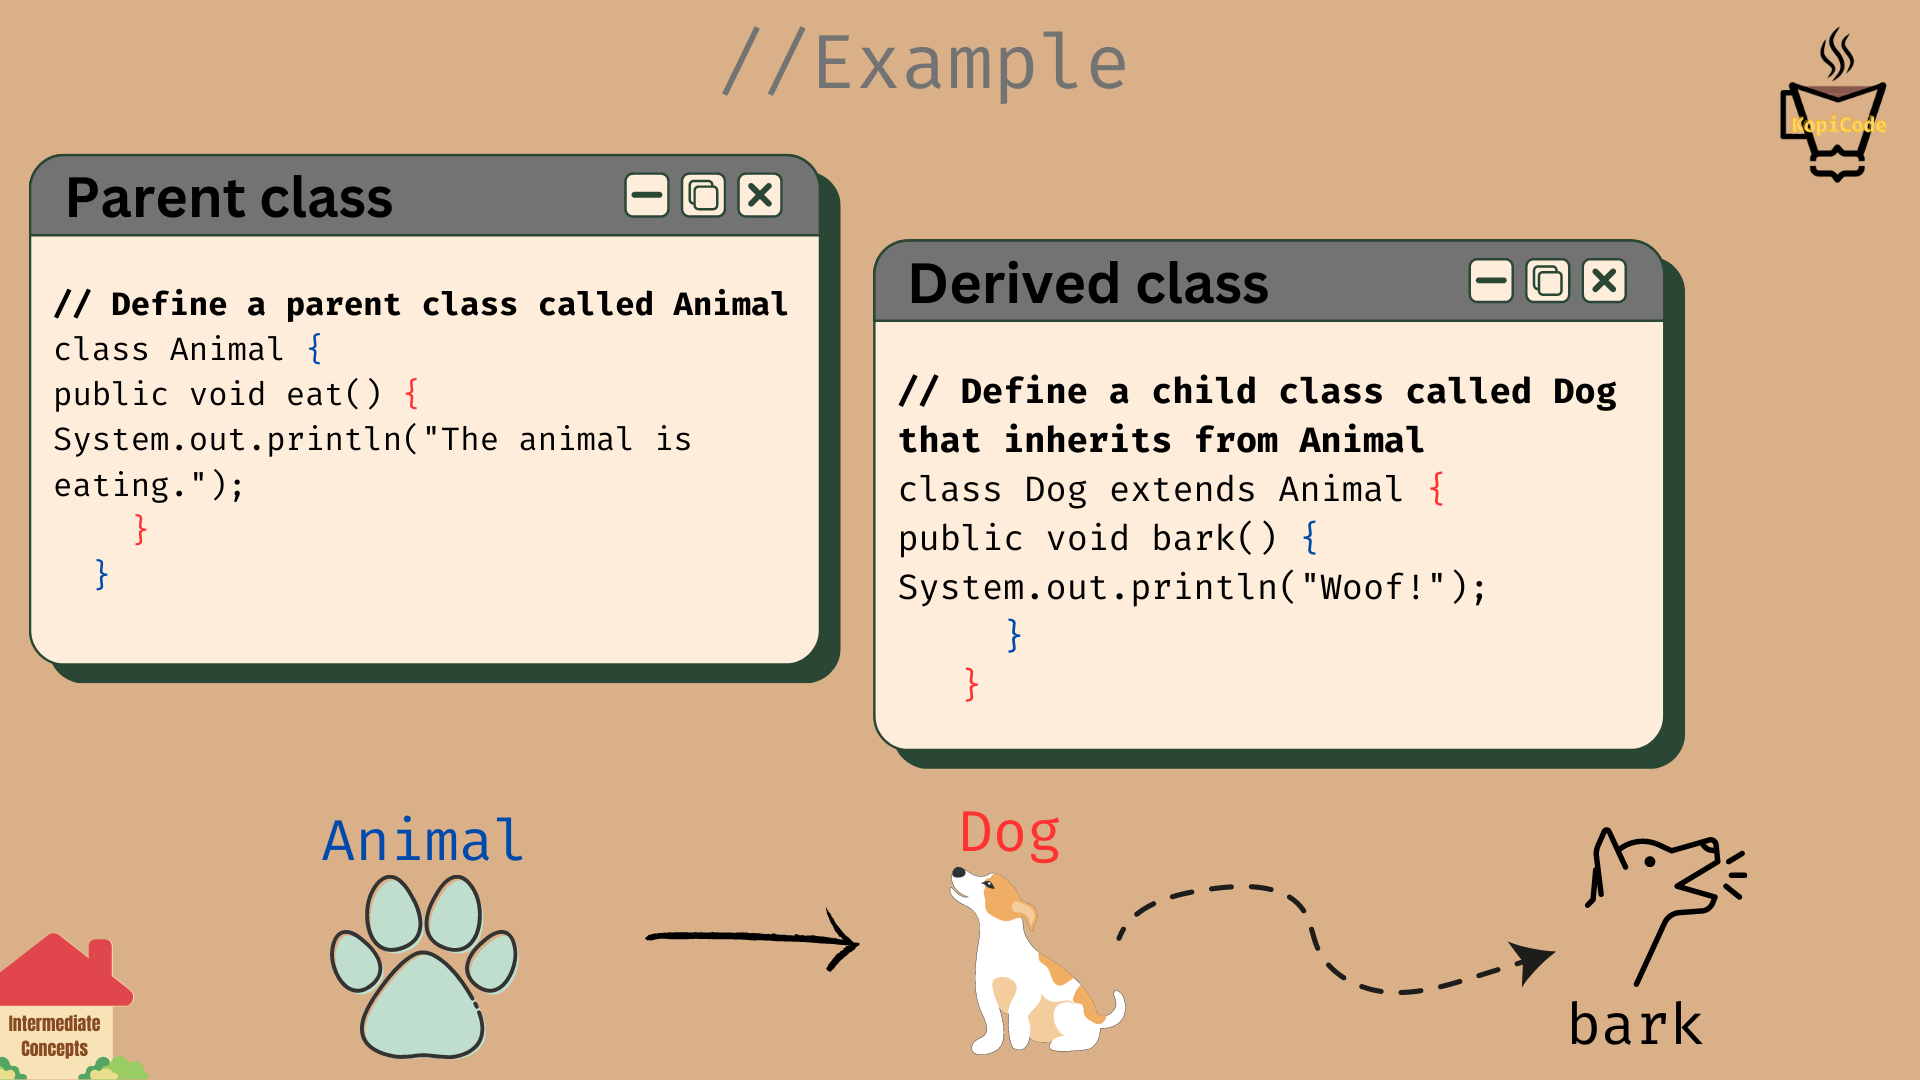 //Example
KopiCode
Parent class
// Define a parent class called Animal
class Animal {
public void eat() {
System.out.println("The animal is
eating.");
}
}
Derived class
// Define a child class called Dog
that inherits from Animal
class Dog extends Animal {
public void bark() {
System.out.println("Woof!");
}
}
Animal
Dog
bark
Intermediate
Concepts